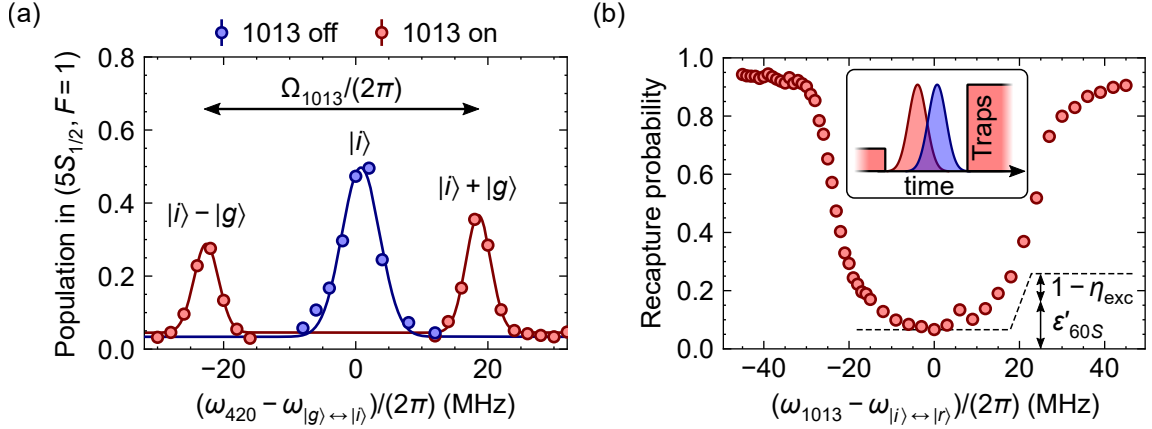 (a)
1013 off
1013 on
Ω1013/(2π)
|i⟩
|i⟩ − |g⟩
|i⟩ + |g⟩
Population in (5S1/2, F = 1)
0.8
0.6
0.4
0.2
0.0
−20
0
20
(ω420 − ω|g⟩↔|i⟩)/(2π) (MHz)
(b)
Recapture probability
1.0
0.8
0.6
0.4
0.2
0.0
Traps
time
1 − ηexc
ε′60S
−40
−20
0
20
40
(ω1013 − ω|i⟩↔|r⟩)/(2π) (MHz)